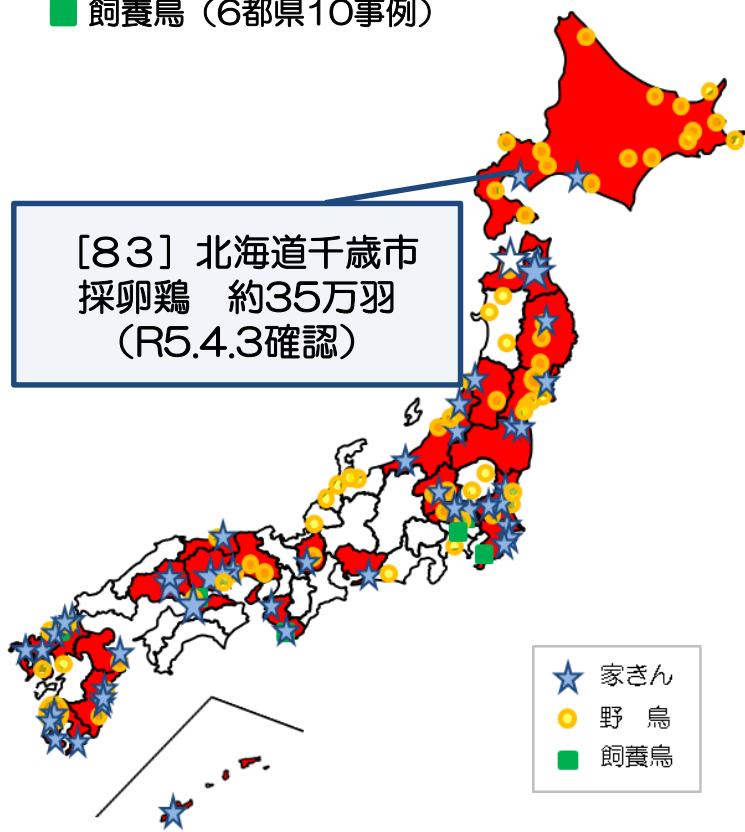 飼養鳥（6都県10事例）
［８３］北海道千歳市
採卵鶏　約35万羽
（R5.4.3確認）
家きん
野　鳥
飼養鳥